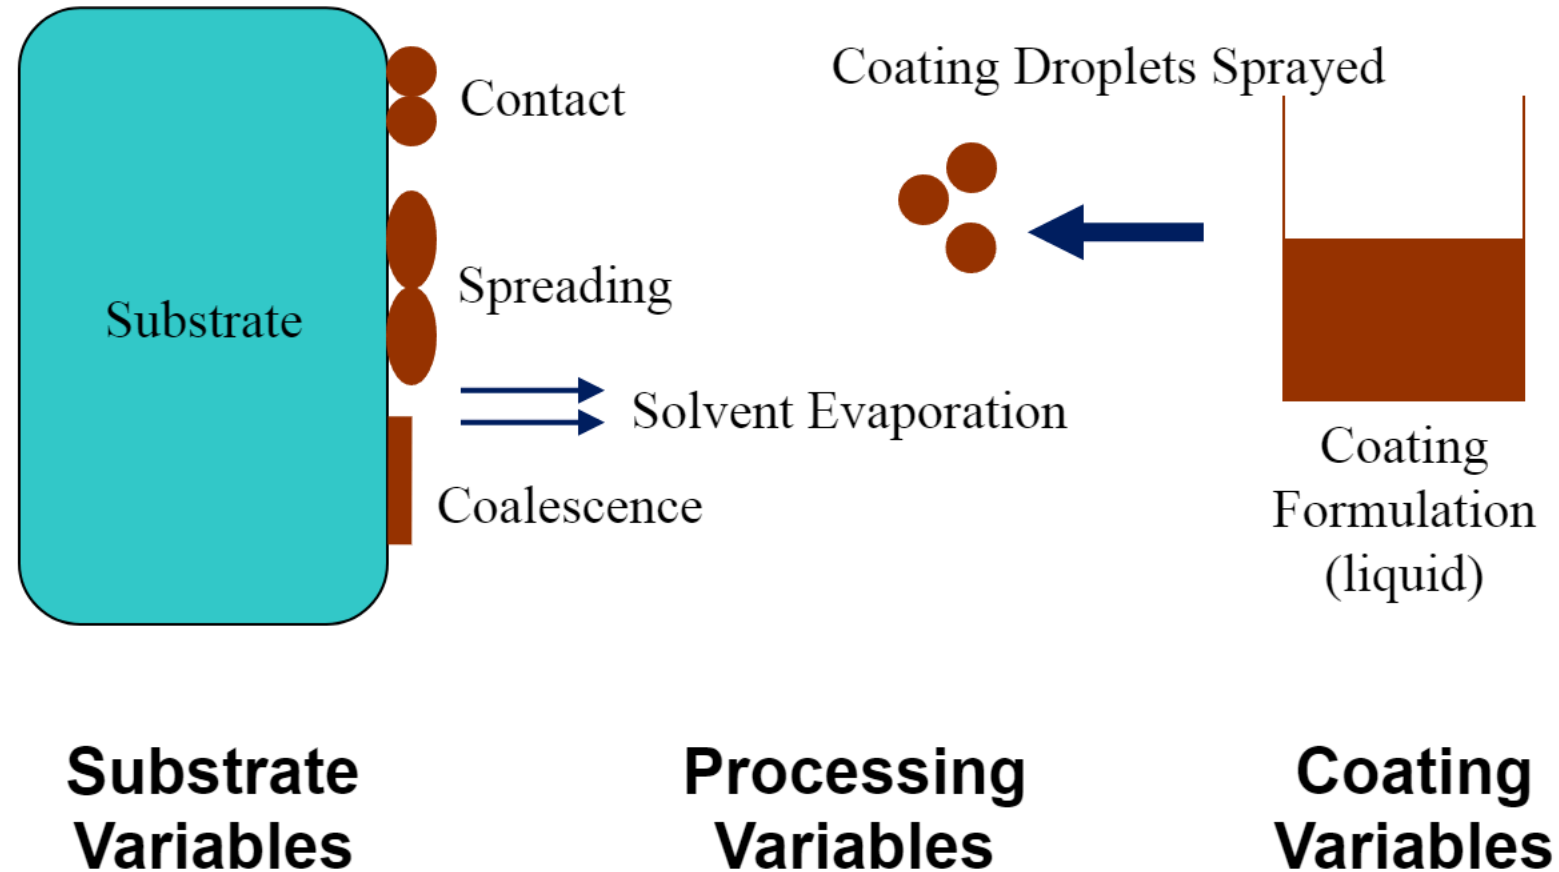 Coating Droplets Sprayed
Contact
Spreading
Substrate
Solvent Evaporation
Coalescence
Coating
Formulation
(liquid)
Substrate
Variables
Processing
Variables
Coating
Variables